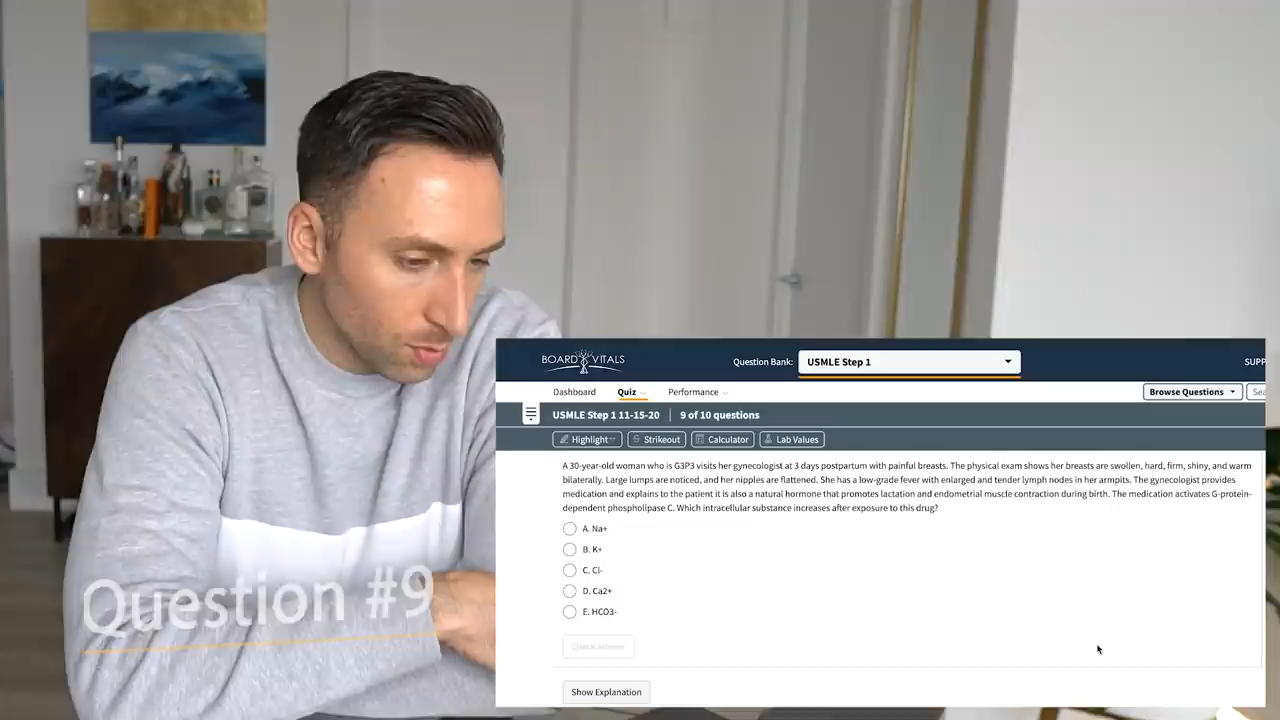 BOARD VITALS
Question Bank:
USMLE Step 1
SUPP
Dashboard
Quiz
Performance
Browse Questions
Sea
USMLE Step 1 11-15-20
9 of 10 questions
Highlight
Strikeout
Calculator
Lab Values
A 30-year-old woman who is G3P3 visits her gynecologist at 3 days postpartum with painful breasts. The physical exam shows her breasts are swollen, hard, firm, shiny, and warm
bilaterally. Large lumps are noticed, and her nipples are flattened. She has a low-grade fever with enlarged and tender lymph nodes in her armpits. The gynecologist provides
medication and explains to the patient it is also a natural hormone that promotes lactation and endometrial muscle contraction during birth. The medication activates G-protein-
dependent phospholipase C. Which intracellular substance increases after exposure to this drug?
A. Na+
B. K+
C. Cl-
D. Ca2+
E. HCO3-
Check Answer
Show Explanation
Question #9